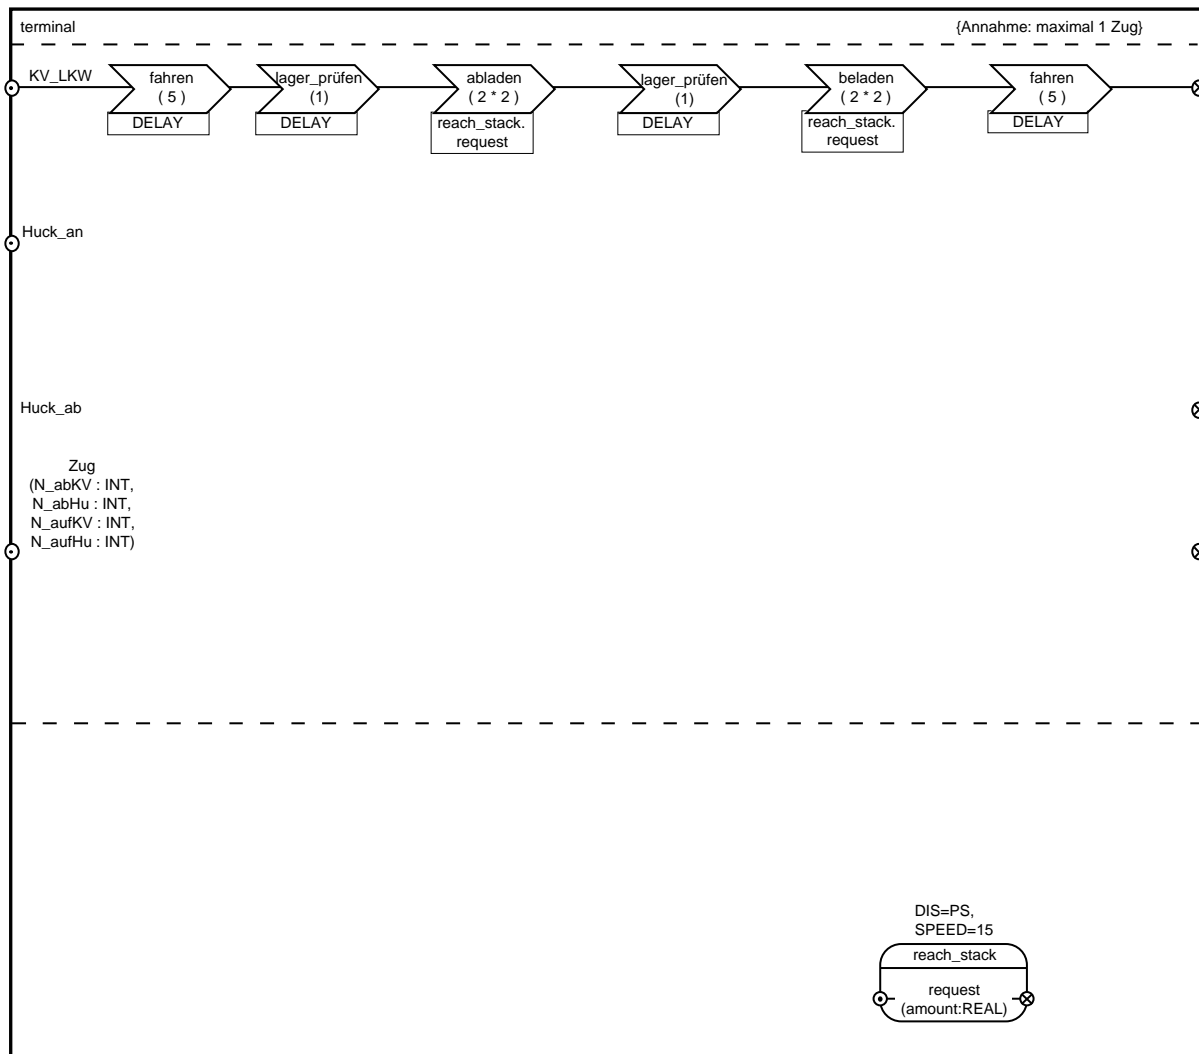 terminal
{Annahme: maximal 1 Zug}
KV_LKW
fahren
( 5 )
DELAY
lager_prüfen
(1)
DELAY
abladen
( 2 * 2 )
reach_stack.
request
lager_prüfen
(1)
DELAY
beladen
( 2 * 2 )
reach_stack.
request
fahren
( 5 )
DELAY
Huck_an
Huck_ab
Zug
(N_abKV : INT,
N_abHu : INT,
N_aufKV : INT,
N_aufHu : INT)
DIS=PS,
SPEED=15
reach_stack
request
(amount:REAL)